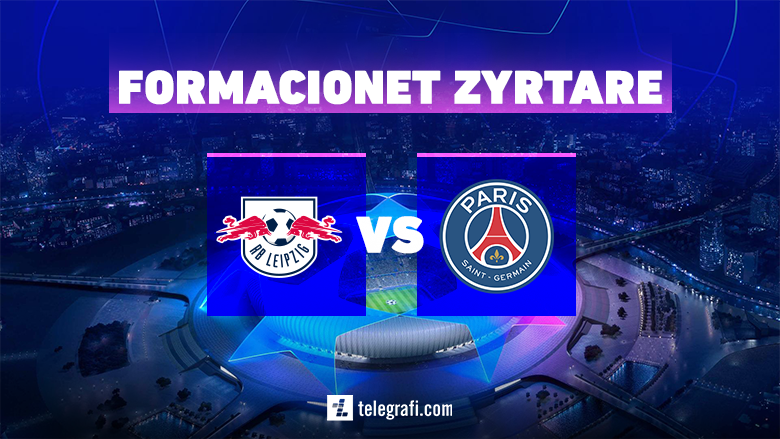 FORMACIONET ZYRTARE
RB LEIPZIG
VS
PARIS
SAINT - GERMAIN
telegrafi.com